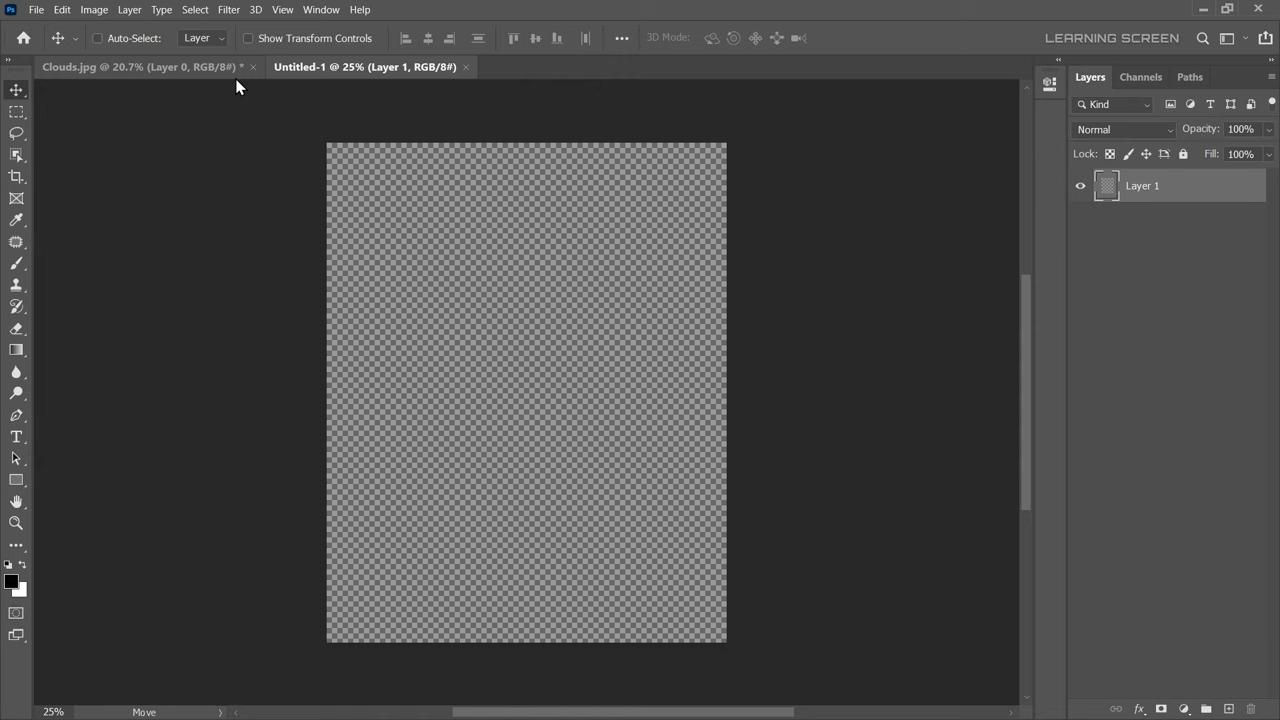 Ps File Edit Image Layer Type Select Filter 3D View Window Help
Auto-Select: Layer Show Transform Controls 3D Mode: LEARNING SCREEN
Clouds.jpg @ 20.7% (Layer 0, RGB/8#) * × Untitled-1 @ 25% (Layer 1, RGB/8#) ×
Layers Channels Paths
Kind
Normal Opacity: 100%
Lock: Fill: 100%
Layer 1
25% Move